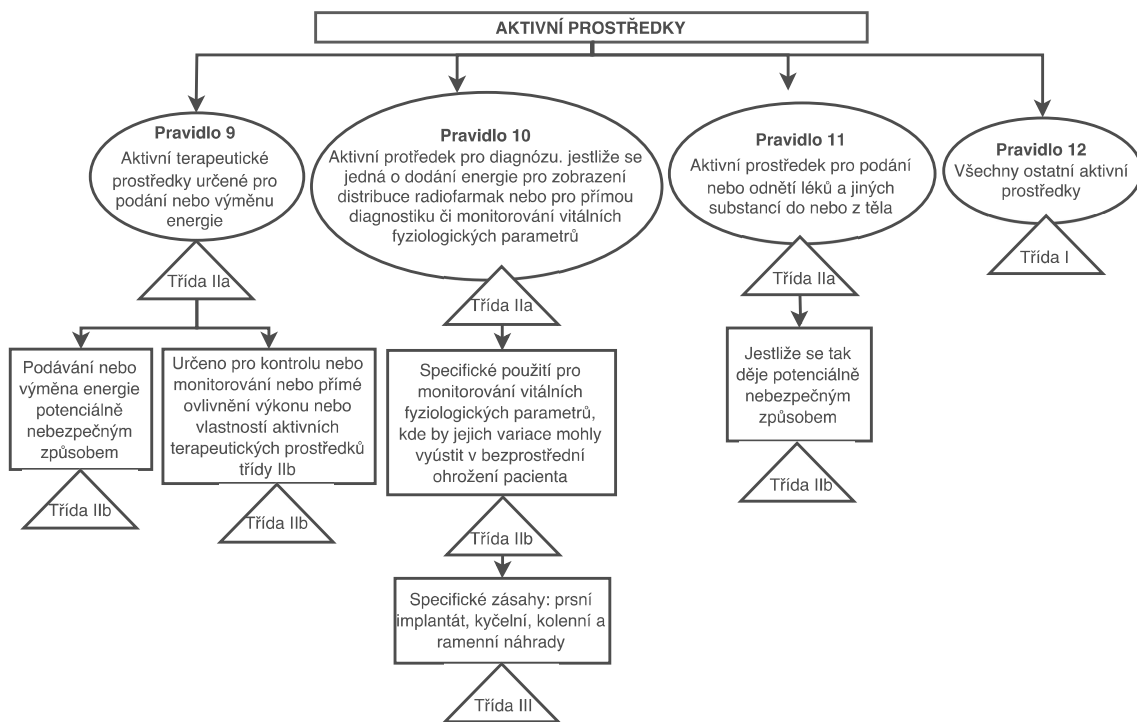 AKTIVNÍ PROSTŘEDKY
Pravidlo 9
Aktivní terapeutické
prostředky určené pro
podání nebo výměnu
energie
Třída IIa
Podávání nebo
výměna energie
potenciálně
nebezpečným
způsobem
Třída IIb
Určeno pro kontrolu nebo
monitorování nebo přímé
ovlivnění výkonu nebo
vlastností aktivních
terapeutických prostředků
třídy IIb
Třída IIb
Pravidlo 10
Aktivní protředek pro diagnózu. jestliže se
jedná o dodání energie pro zobrazení
distribuce radiofarmak nebo pro přímou
diagnostiku či monitorování vitálních
fyziologických parametrů
Třída IIa
Specifické použití pro
monitorování vitálních
fyziologických parametrů,
kde by jejich variace mohly
vyústit v bezprostřední
ohrožení pacienta
Třída IIb
Specifické zásahy: prsní
implantát, kyčelní, kolenní a
ramenní náhrady
Třída III
Pravidlo 11
Aktivní prostředek pro podání
nebo odnětí léků a jiných
substancí do nebo z těla
Třída IIa
Jestliže se tak
děje potenciálně
nebezpečným
způsobem
Třída IIb
Pravidlo 12
Všechny ostatní aktivní
prostředky
Třída I